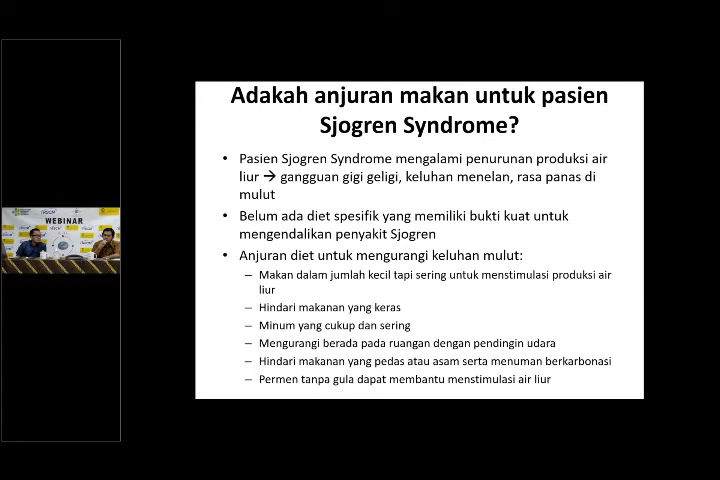 Adakah anjuran makan untuk pasien
Sjogren Syndrome?
• Pasien Sjogren Syndrome mengalami penurunan produksi air
liur → gangguan gigi geligi, keluhan menelan, rasa panas di
mulut
• Belum ada diet spesifik yang memiliki bukti kuat untuk
mengendalikan penyakit Sjogren
• Anjuran diet untuk mengurangi keluhan mulut:
– Makan dalam jumlah kecil tapi sering untuk menstimulasi produksi air
liur
– Hindari makanan yang keras
– Minum yang cukup dan sering
– Mengurangi berada pada ruangan dengan pendingin udara
– Hindari makanan yang pedas atau asam serta menuman berkarbonasi
– Permen tanpa gula dapat membantu menstimulasi air liur
WEBINAR